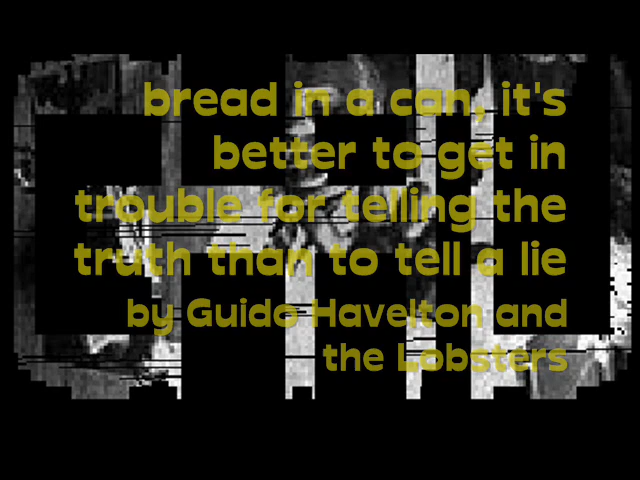 bread in a can, it's
better to get in
trouble for telling the
truth than to tell a lie
by Guido Havelton and
the Lobsters